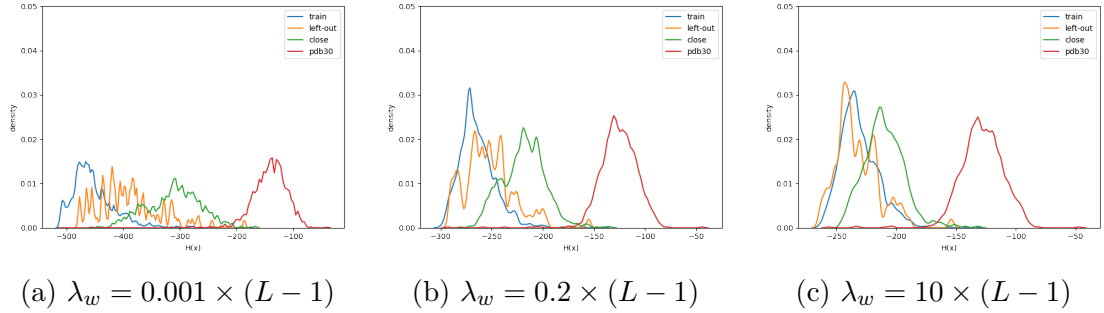 0.05
0.04
0.03
0.02
0.01
0.00
density
−500 −400 −300 −200 −100
H(x)
train
left-out
close
pdb30
(a) λ_w = 0.001 × (L − 1)
0.05
0.04
0.03
0.02
0.01
0.00
density
−300 −250 −200 −150 −100 −50
H(x)
train
left-out
close
pdb30
(b) λ_w = 0.2 × (L − 1)
0.05
0.04
0.03
0.02
0.01
0.00
density
−250 −200 −150 −100 −50
H(x)
train
left-out
close
pdb30
(c) λ_w = 10 × (L − 1)